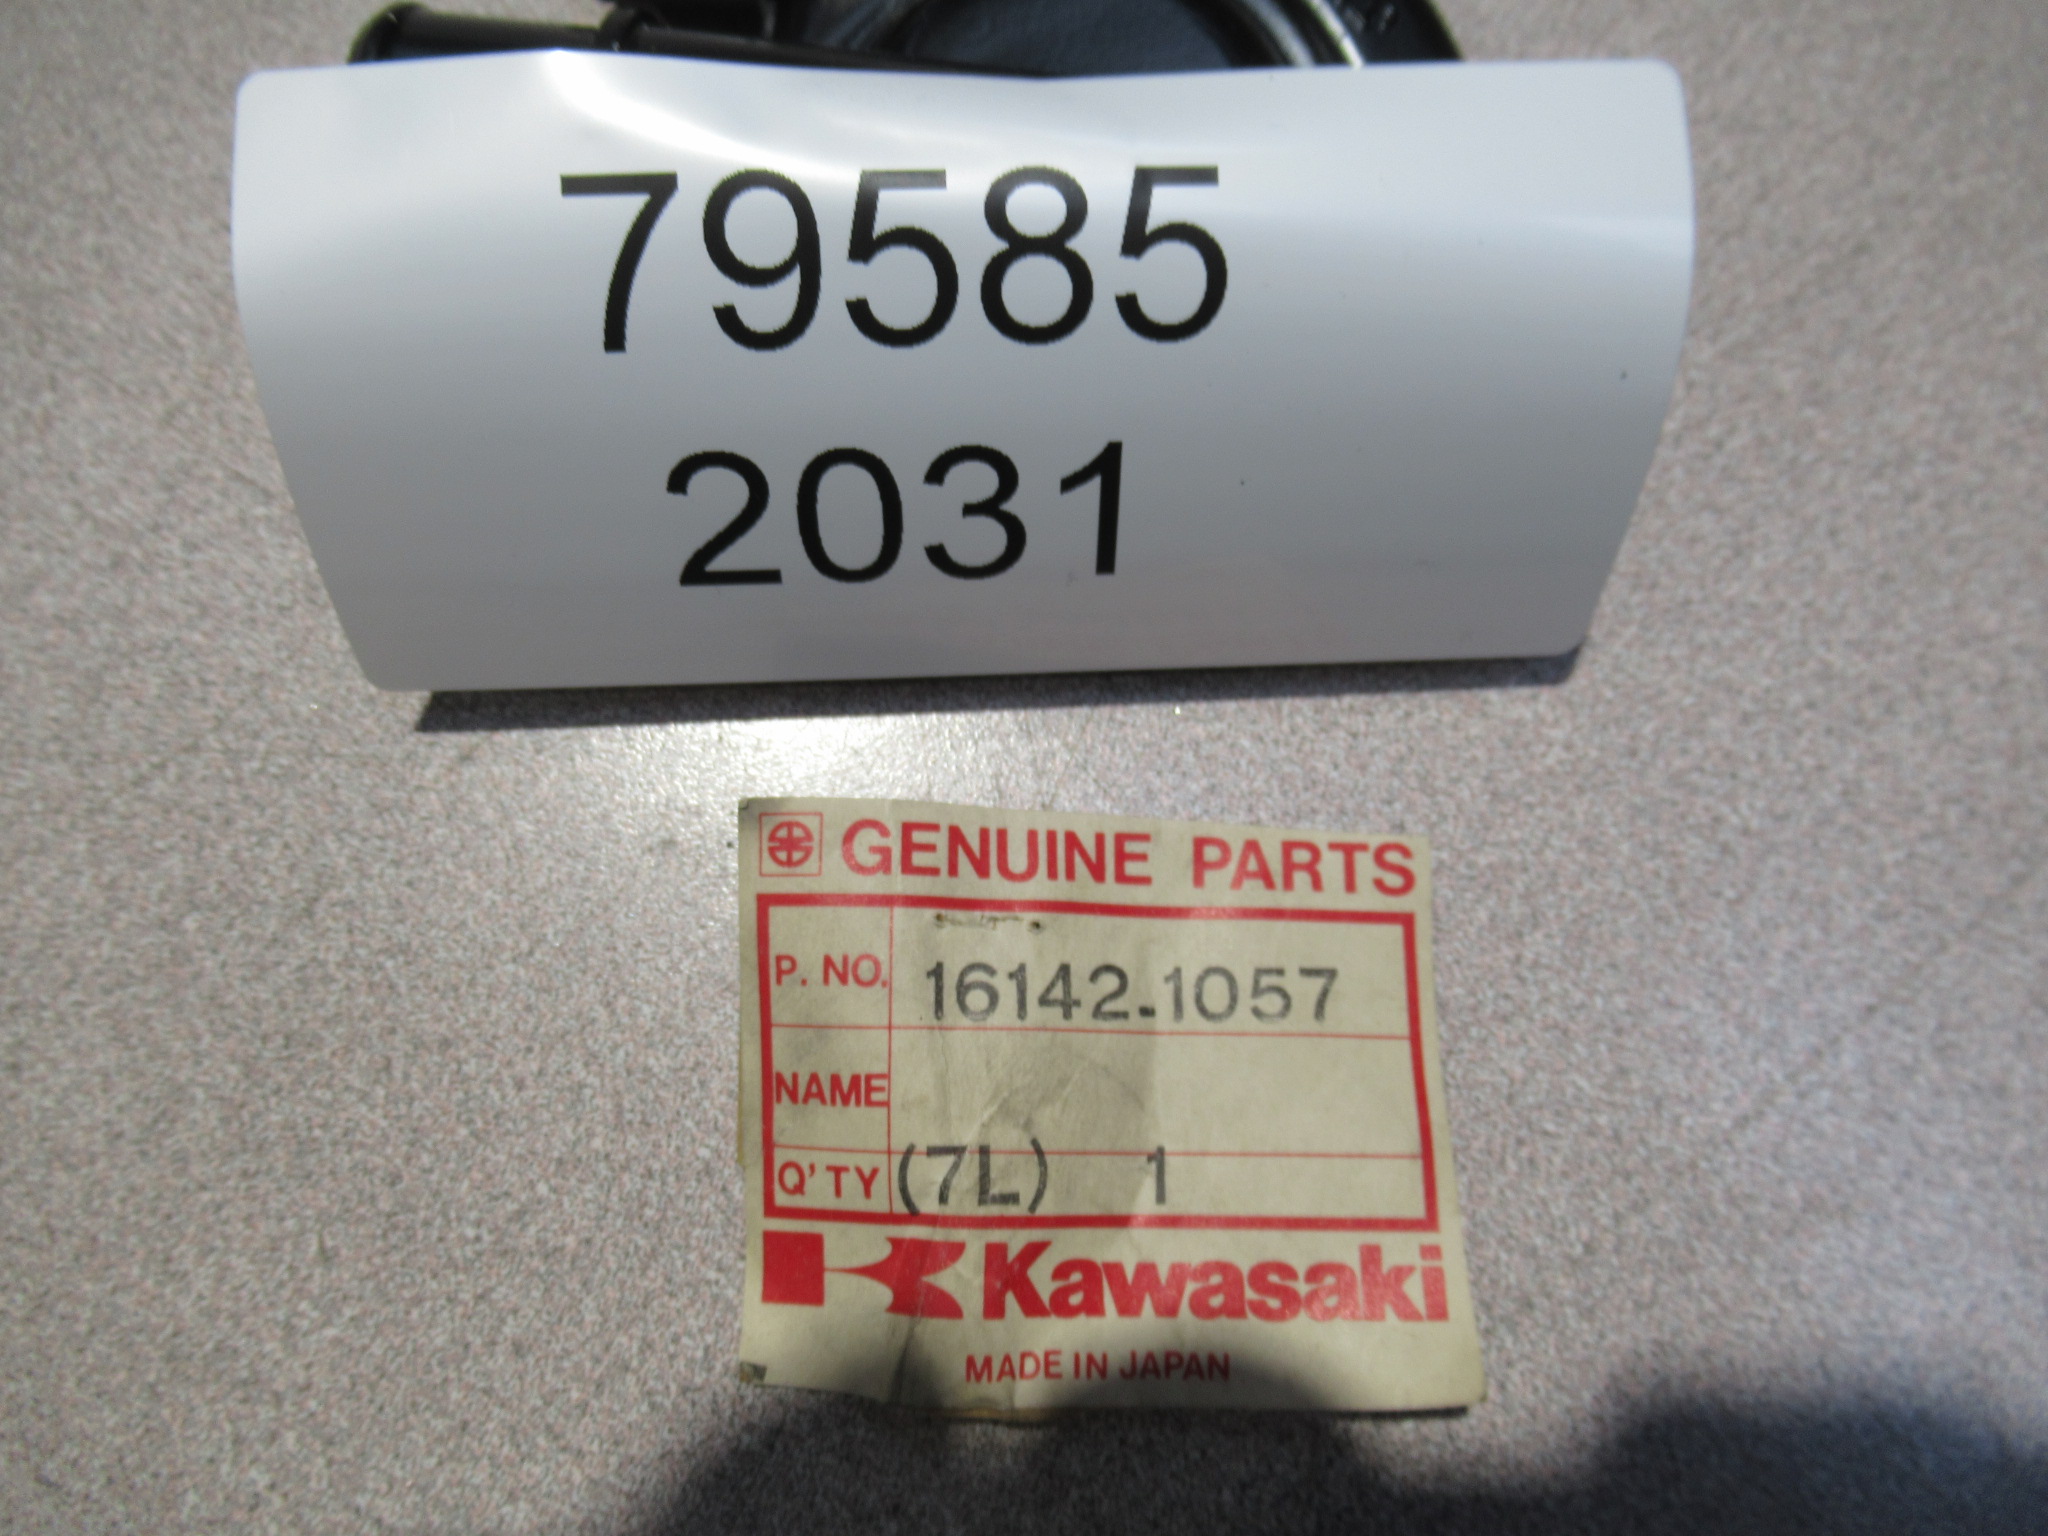 79585
2031
GENUINE PARTS
P. NO. 16142-1057
NAME
Q'TY (7L) 1
Kawasaki
MADE IN JAPAN